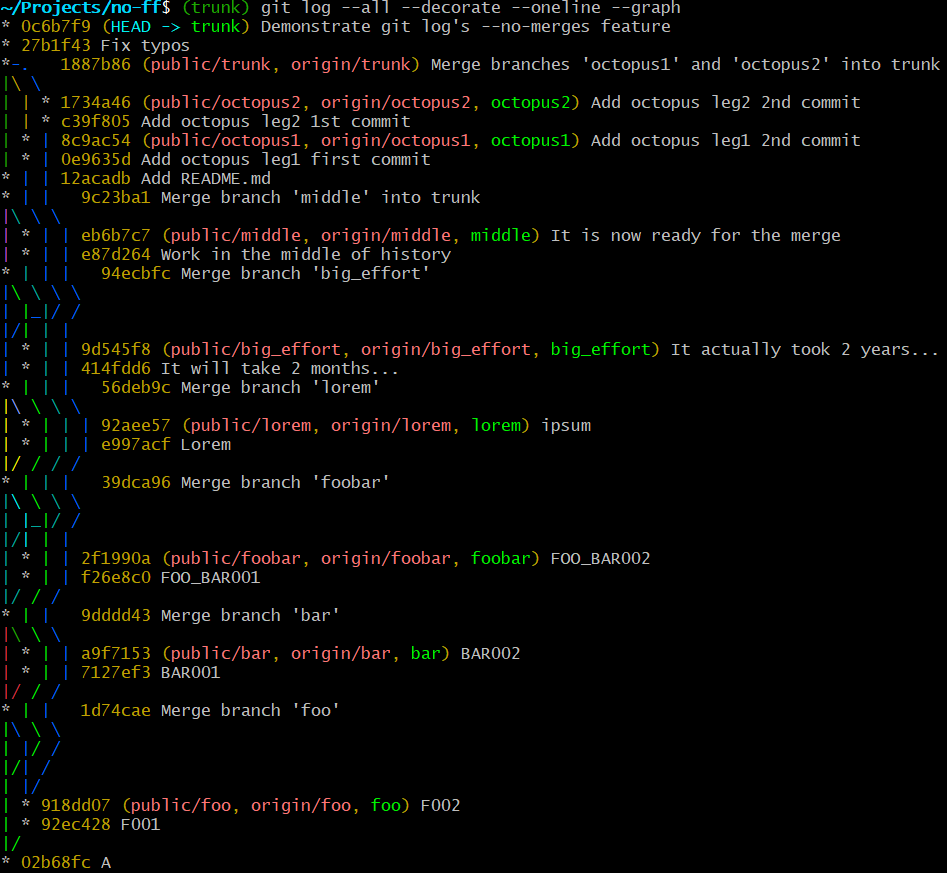 ~/Projects/no-ff$ (trunk) git log --all --decorate --oneline --graph
* 0c6b7f9 (HEAD -> trunk) Demonstrate git log's --no-merges feature
* 27b1f43 Fix typos
*-.   1887b86 (public/trunk, origin/trunk) Merge branches 'octopus1' and 'octopus2' into trunk
|\ \
| | * 1734a46 (public/octopus2, origin/octopus2, octopus2) Add octopus leg2 2nd commit
| | * c39f805 Add octopus leg2 1st commit
| * | 8c9ac54 (public/octopus1, origin/octopus1, octopus1) Add octopus leg1 2nd commit
| * | 0e9635d Add octopus leg1 first commit
* | | 12acadb Add README.md
* | |   9c23ba1 Merge branch 'middle' into trunk
|\ \ \
| * | | eb6b7c7 (public/middle, origin/middle, middle) It is now ready for the merge
| * | | e87d264 Work in the middle of history
* | | |   94ecbfc Merge branch 'big_effort'
|\ \ \ \
| |_|/ /
|/| | |
| * | | 9d545f8 (public/big_effort, origin/big_effort, big_effort) It actually took 2 years...
| * | | 414fdd6 It will take 2 months...
* | | |   56deb9c Merge branch 'lorem'
|\ \ \ \
| * | | | 92aee57 (public/lorem, origin/lorem, lorem) ipsum
| * | | | e997acf Lorem
|/ / / /
* | | |   39dca96 Merge branch 'foobar'
|\ \ \ \
| |_|/ /
|/| | |
| * | | 2f1990a (public/foobar, origin/foobar, foobar) FOO_BAR002
| * | | f26e8c0 FOO_BAR001
|/ / /
* | |   9dddd43 Merge branch 'bar'
|\ \ \
| * | | a9f7153 (public/bar, origin/bar, bar) BAR002
| * | | 7127ef3 BAR001
|/ / /
* | |   1d74cae Merge branch 'foo'
|\ \ \
| |/ /
|/| /
| |/
| * 918dd07 (public/foo, origin/foo, foo) F002
| * 92ec428 F001
|/
* 02b68fc A